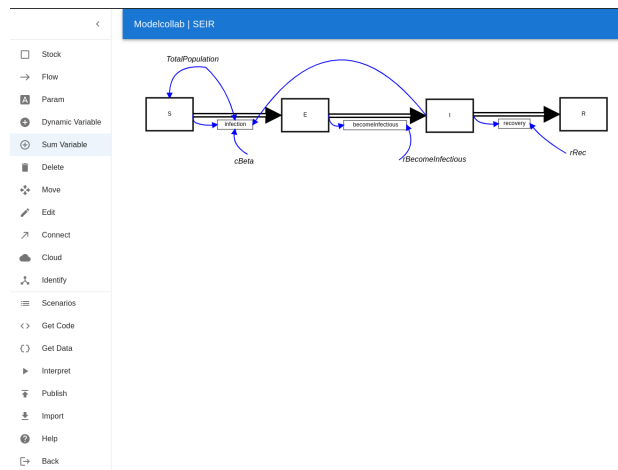 Modelcollab | SEIR
Stock
Flow
Param
Dynamic Variable
Sum Variable
Delete
Move
Edit
Connect
Cloud
Identify
Scenarios
Get Code
Get Data
Interpret
Publish
Import
Help
Back
TotalPopulation
S
E
I
R
infection
becomeInfectious
recovery
cBeta
rBecomeInfectious
rRec